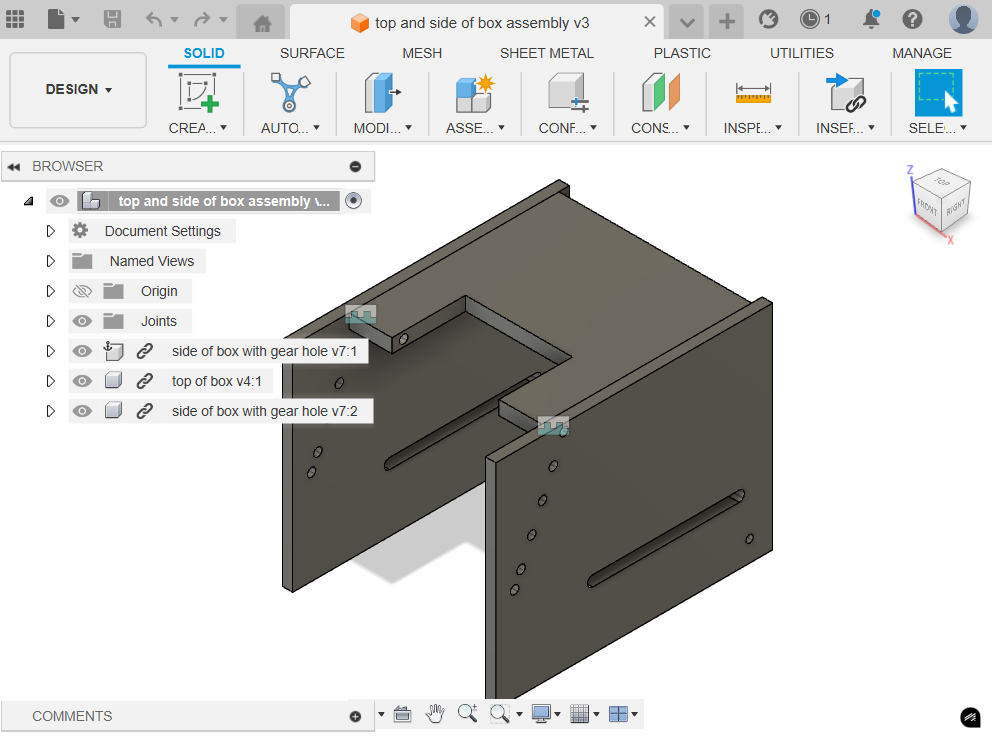 1
top and side of box assembly v3
SOLID SURFACE MESH SHEET METAL PLASTIC UTILITIES MANAGE
DESIGN
CREA... AUTO... MODI... ASSE... CONF... CONS... INSPE... INSEF... SELE...
BROWSER
top and side of box assembly v...
Document Settings
Named Views
Origin
Joints
side of box with gear hole v7:1
top of box v4:1
side of box with gear hole v7:2
Z
TOP
FRONT RIGHT
X
COMMENTS